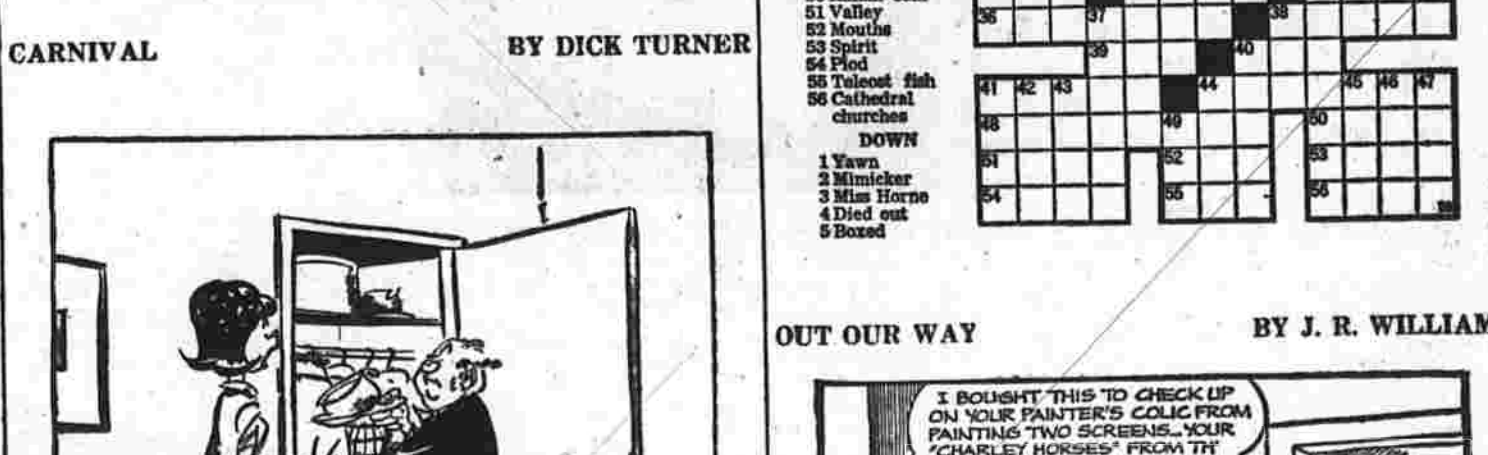 CARNIVAL
BY DICK TURNER
51 Valley
52 Mouths
53 Spirit
54 Plod
55 Teleost fish
56 Cathedral
churches
DOWN
1 Yawn
2 Mimicker
3 Miss Horne
4 Died out
5 Boxed
36 37 38
39 40
41 42 43 44 45 46 47
48 49 50
51 52 53
54 55 56
OUT OUR WAY
BY J. R. WILLIAM
I BOUGHT THIS TO CHECK UP
ON YOUR PAINTER'S COLIC FROM
PAINTING TWO SCREENS...YOUR
"CHARLEY HORSES" FROM TH'